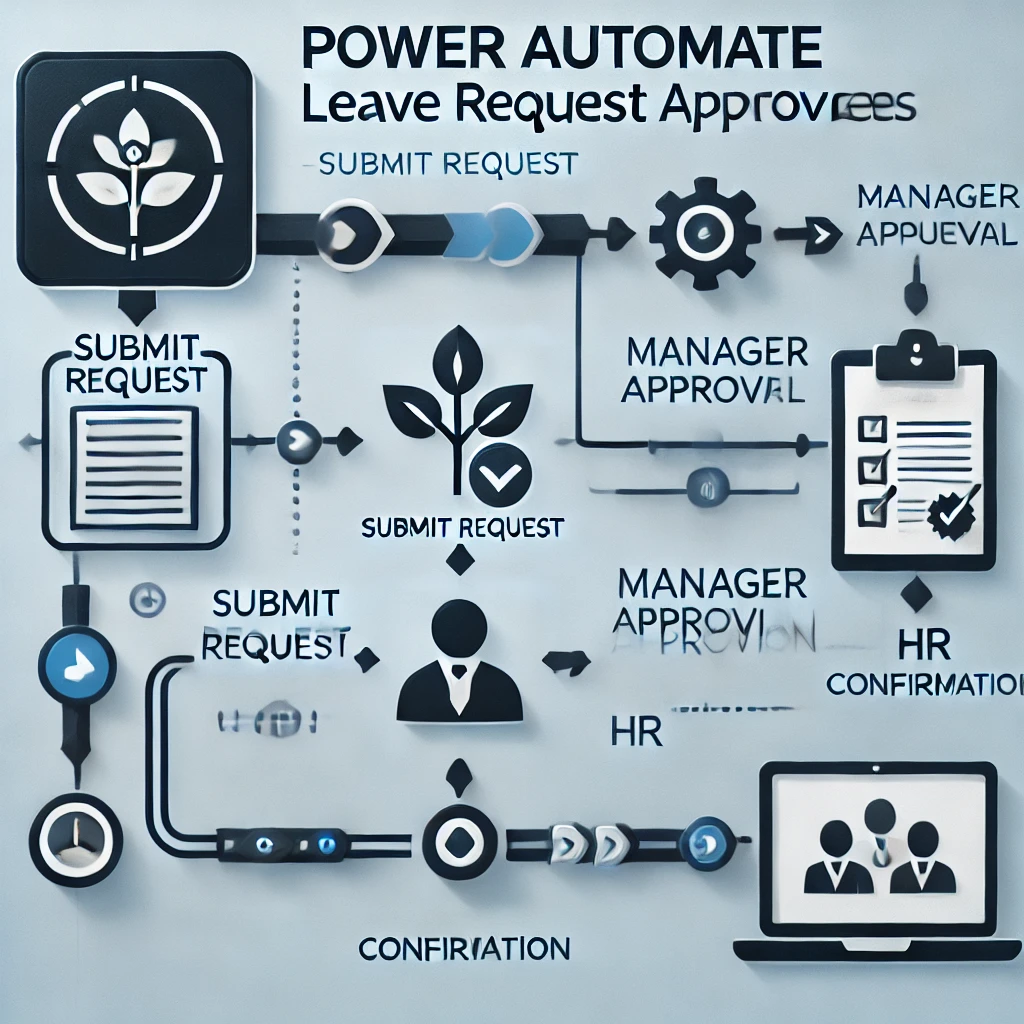 POWER AUTOMATE
Leave Request Approvrees
-SUBMIT REQUEST
MANAGER
APPUEVAL
SUBMIT
REQUEST
MANAGER
APPROVAL
SUBMIT REQUEST
MANAGER
APPROVI
SUBMIT
REQUEST
HR
CONFIRMATION
HR
CONFIRIATION